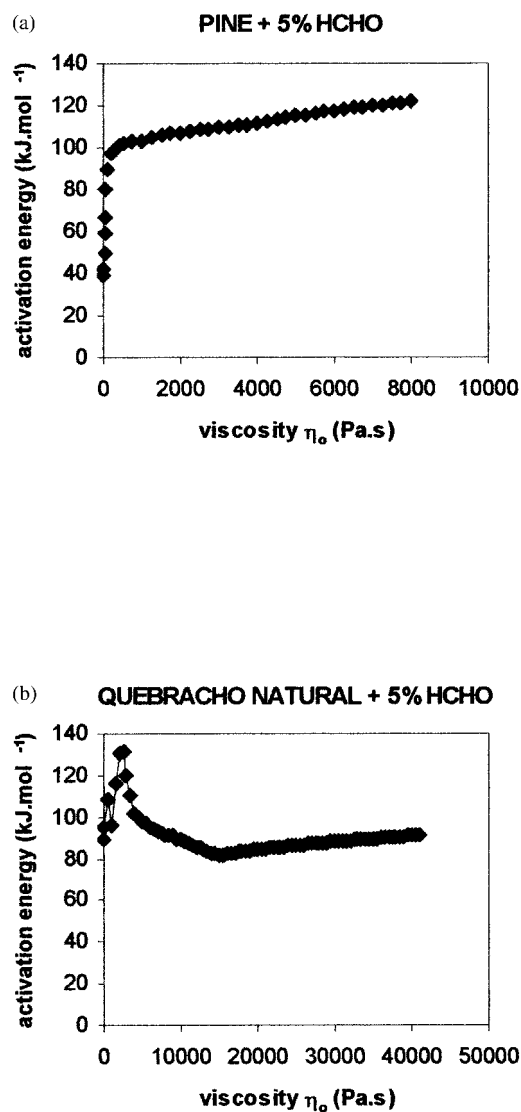 (a) PINE + 5% HCHO
activation energy (kJ.mol ⁻¹)
140
120
100
80
60
40
20
0
0 2000 4000 6000 8000 10000
viscosity ηₒ (Pa.s)
(b) QUEBRACHO NATURAL + 5% HCHO
activation energy (kJ.mol ⁻¹)
140
120
100
80
60
40
20
0
0 10000 20000 30000 40000 50000
viscosity ηₒ (Pa.s)